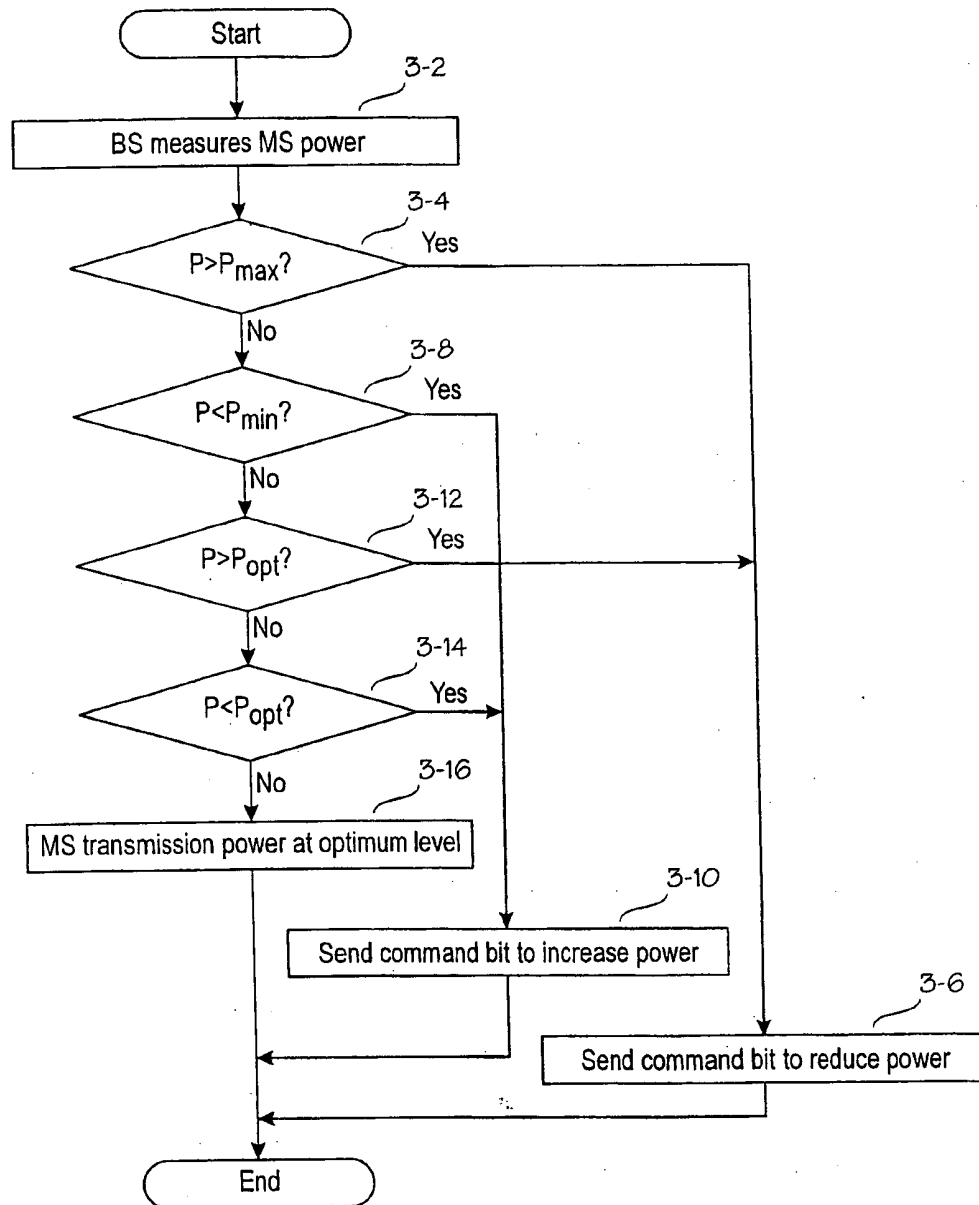 Start
3-2
BS measures MS power
3-4
P>Pmax?
Yes
No
3-8
P<Pmin?
Yes
No
3-12
P>Popt?
Yes
No
3-14
P<Popt?
Yes
No
3-16
MS transmission power at optimum level
3-10
Send command bit to increase power
3-6
Send command bit to reduce power
End